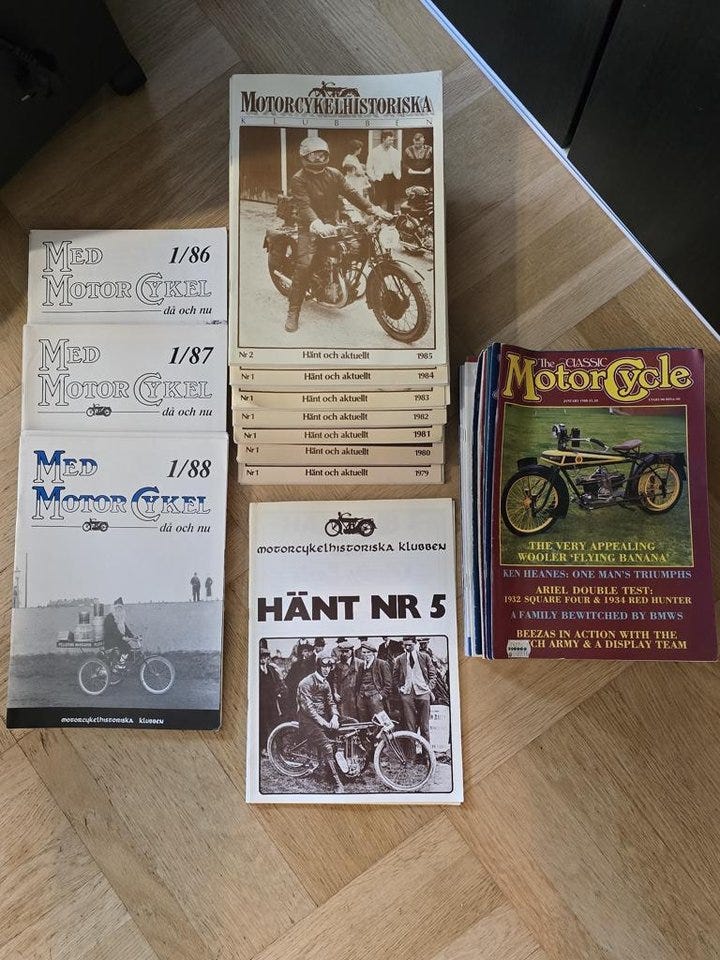 MOTORCYKELHISTORISKA
KLUBBEN
Nr 2 Hänt och aktuellt 1985
Nr 1 Hänt och aktuellt 1984
Nr 1 Hänt och aktuellt 1983
Nr 1 Hänt och aktuellt 1982
Nr 1 Hänt och aktuellt 1981
Nr 1 Hänt och aktuellt 1980
Nr 1 Hänt och aktuellt 1979
MED 1/86
MOTOR CYKEL
då och nu
MED 1/87
MOTOR CYKEL
då och nu
MED 1/88
MOTOR CYKEL
då och nu
motorcykelhistoriska klubben
motorcykelhistoriska klubben
HÄNT NR 5
The CLASSIC
MotorCycle
JANUARY 1988
THE VERY APPEALING
WOOLER 'FLYING BANANA'
KEN HEANES: ONE MAN'S TRIUMPHS
ARIEL DOUBLE TEST:
1932 SQUARE FOUR & 1934 RED HUNTER
A FAMILY BEWITCHED BY BMWS
BEEZAS IN ACTION WITH THE
CH ARMY & A DISPLAY TEAM